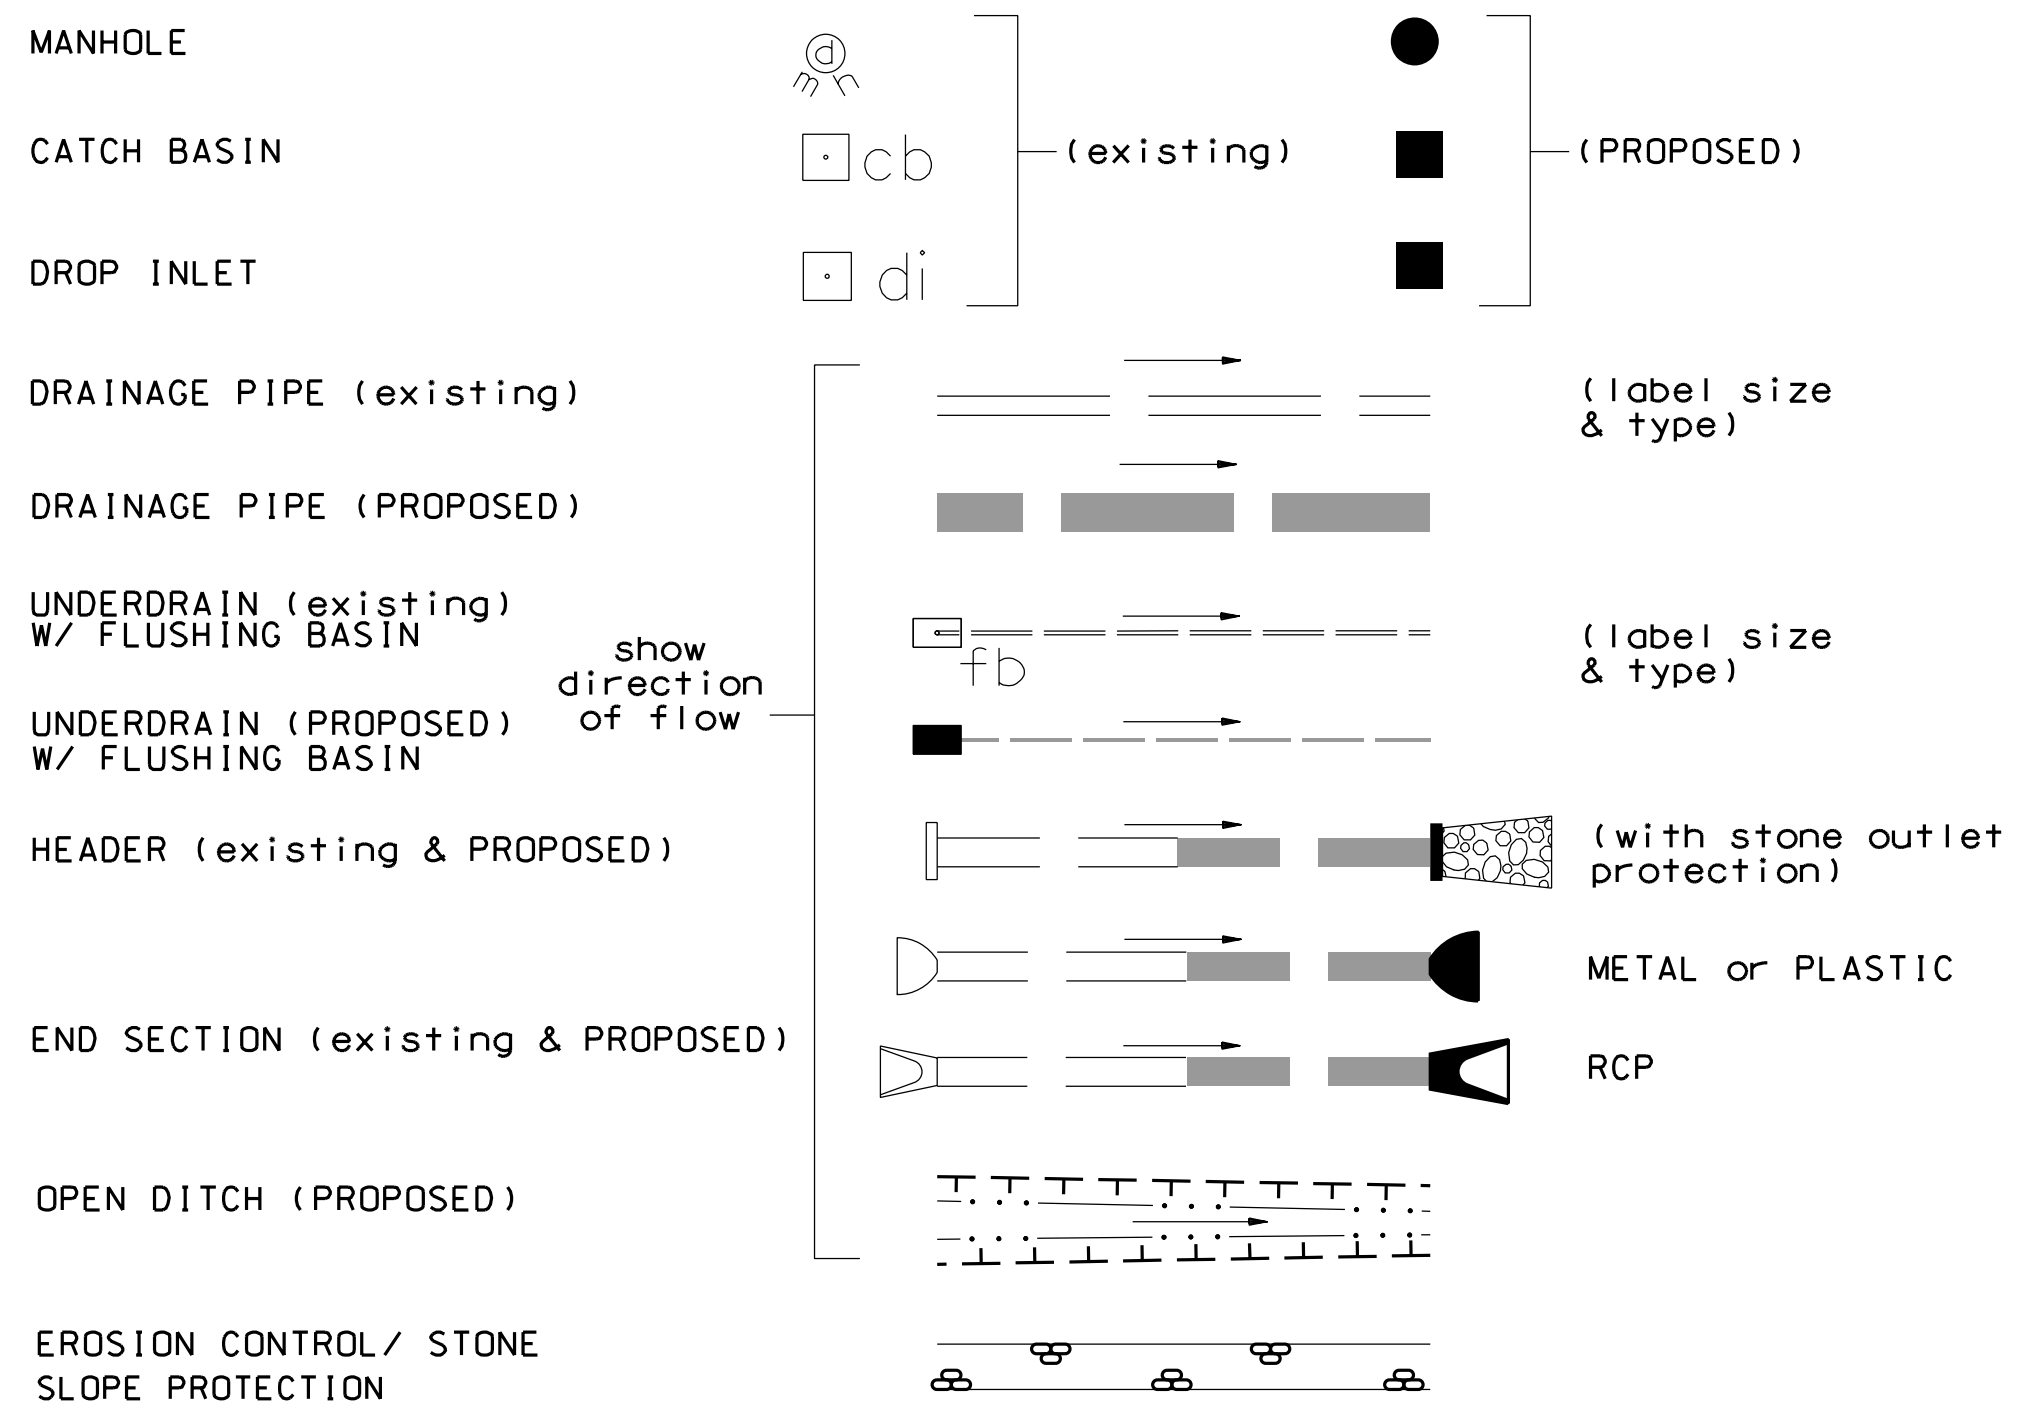 MANHOLE
d
mh
CATCH BASIN
cb
(existing)
(PROPOSED)
DROP INLET
di
DRAINAGE PIPE (existing)
(label size
& type)
DRAINAGE PIPE (PROPOSED)
UNDERDRAIN (existing)
W/ FLUSHING BASIN
fb
(label size
& type)
show
direction
of flow
UNDERDRAIN (PROPOSED)
W/ FLUSHING BASIN
HEADER (existing & PROPOSED)
(with stone outlet
protection)
METAL or PLASTIC
END SECTION (existing & PROPOSED)
RCP
OPEN DITCH (PROPOSED)
EROSION CONTROL/ STONE
SLOPE PROTECTION